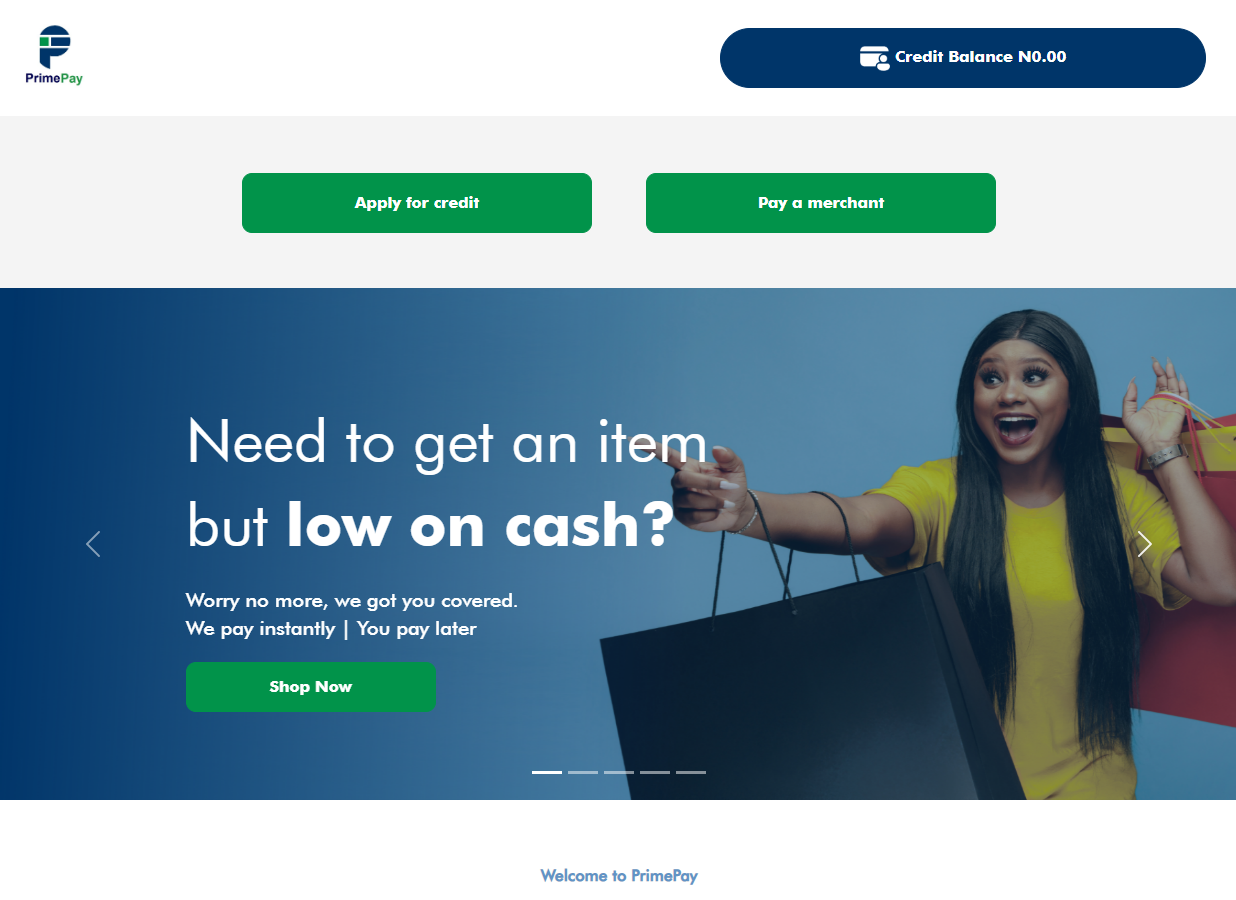 PrimePay
Credit Balance N0.00
Apply for credit
Pay a merchant
Need to get an item
but low on cash?
Worry no more, we got you covered.
We pay instantly | You pay later
Shop Now
Welcome to PrimePay